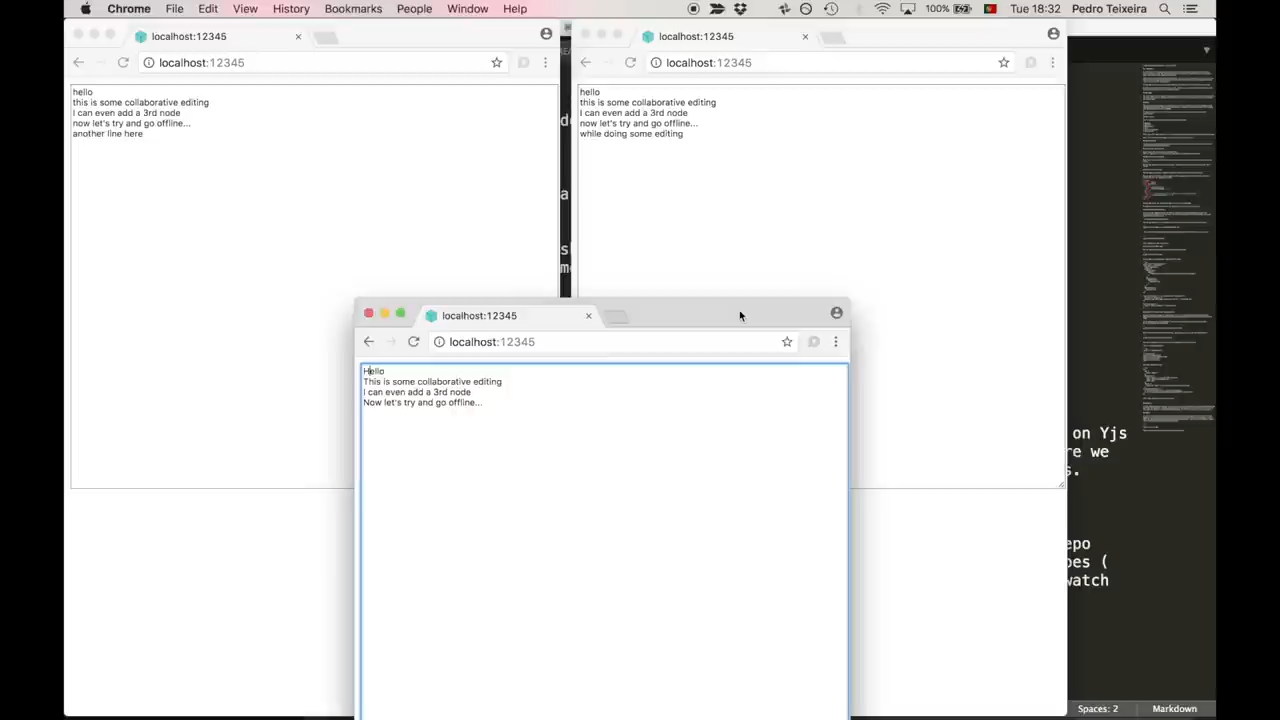 Chrome File Edit View History Bookmarks People Window Help 100% Tue 18:32 Pedro Teixeira
localhost:12345
localhost:12345
hello
this is some collaborative editing
I can even add a 3rd node
now let's try and go offline...
another line here
localhost:12345
localhost:12345
hello
this is some collaborative editing
I can even add a 3rd node
now let's try and go offline...
while doing some editing
localhost:12345
localhost:12345
Hello
This is some collaborative editing
I can even add a 3rd node
Now let's try and go offline...
on Yjs
re we
s.
epo
pes (
watch
Spaces: 2 Markdown